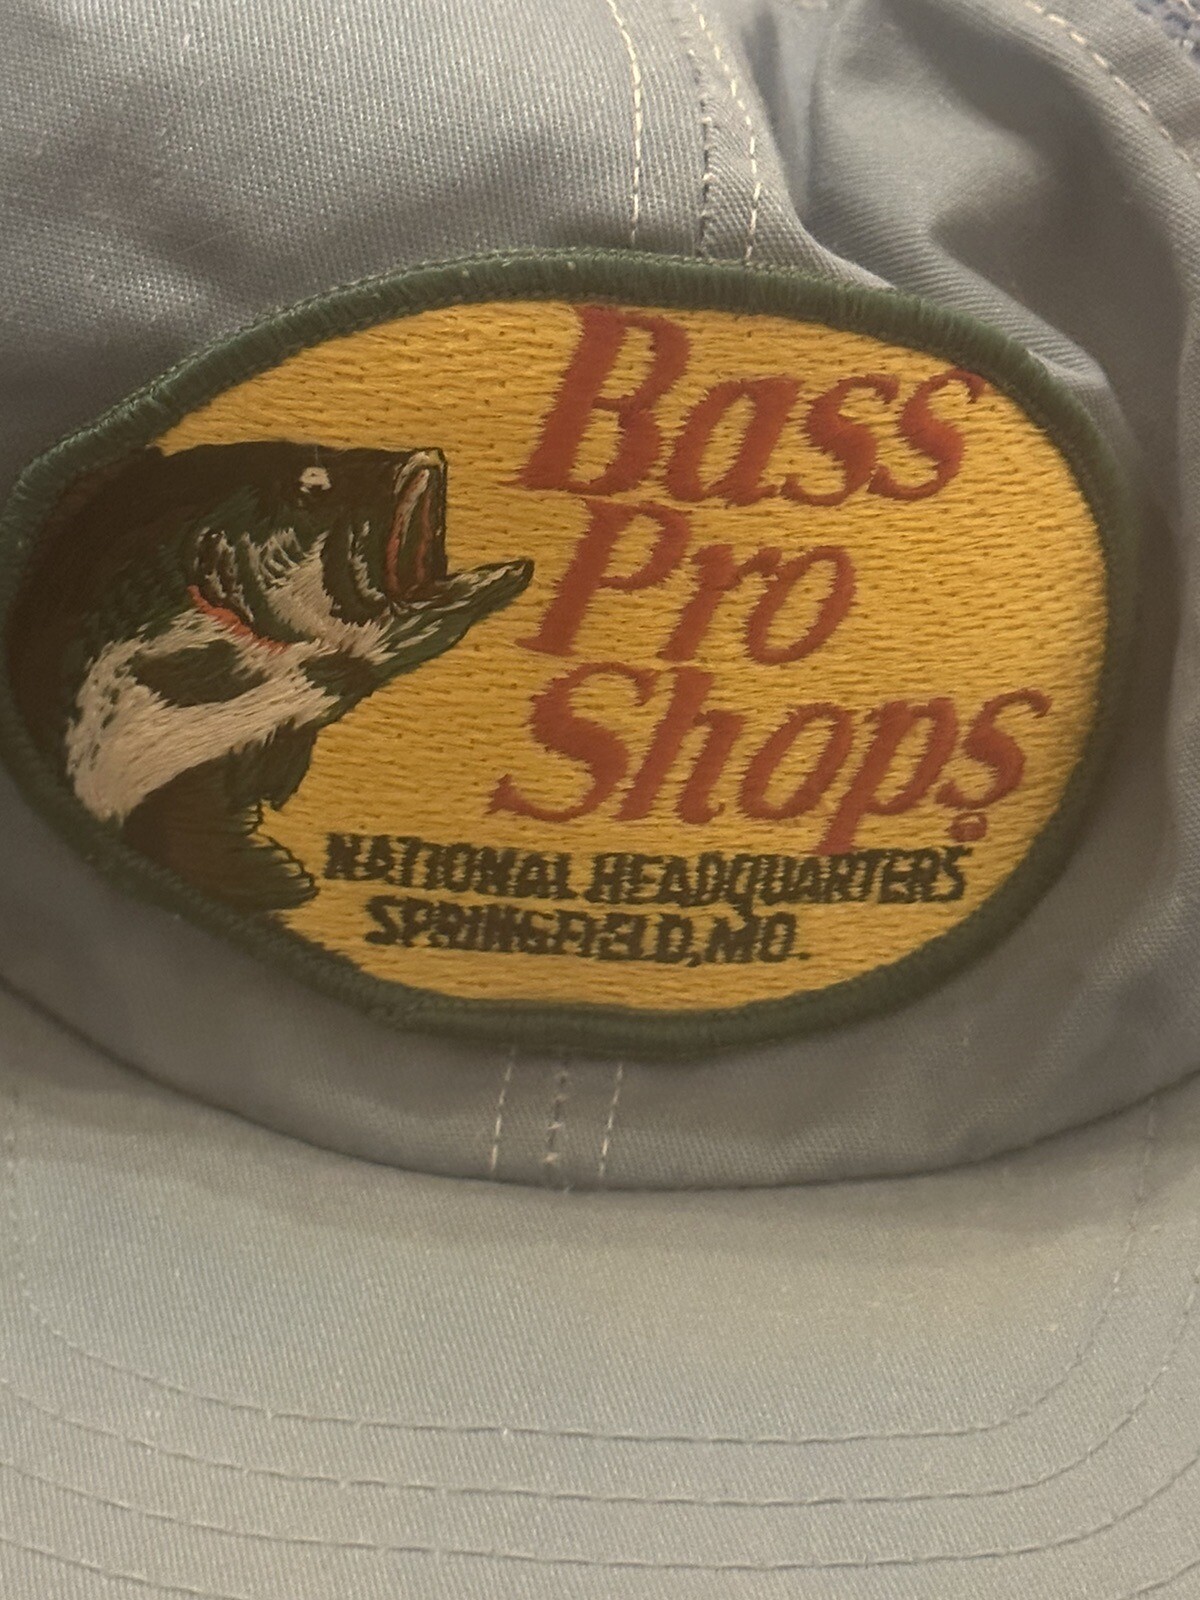 Bass
Pro
Shops®
NATIONAL HEADQUARTERS
SPRINGFIELD, MO.